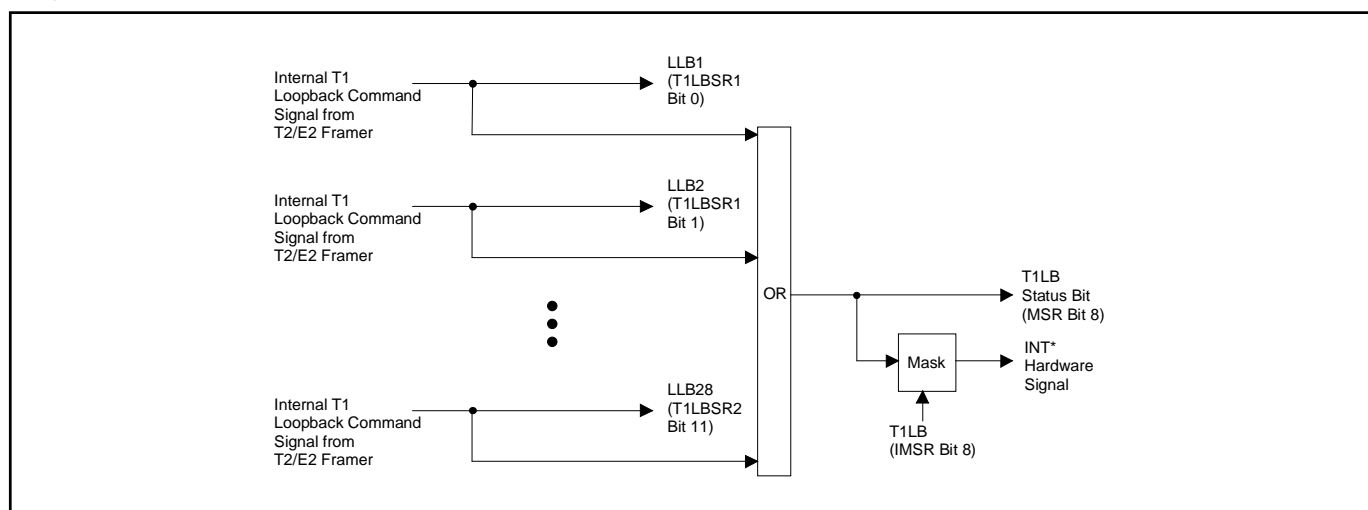 Internal T1
Loopback Command
Signal from
T2/E2 Framer
LLB1
(T1LBSR1
Bit 0)
Internal T1
Loopback Command
Signal from
T2/E2 Framer
LLB2
(T1LBSR1
Bit 1)
OR
T1LB
Status Bit
(MSR Bit 8)
Mask
INT*
Hardware
Signal
T1LB
(IMSR Bit 8)
Internal T1
Loopback Command
Signal from
T2/E2 Framer
LLB28
(T1LBSR2
Bit 11)